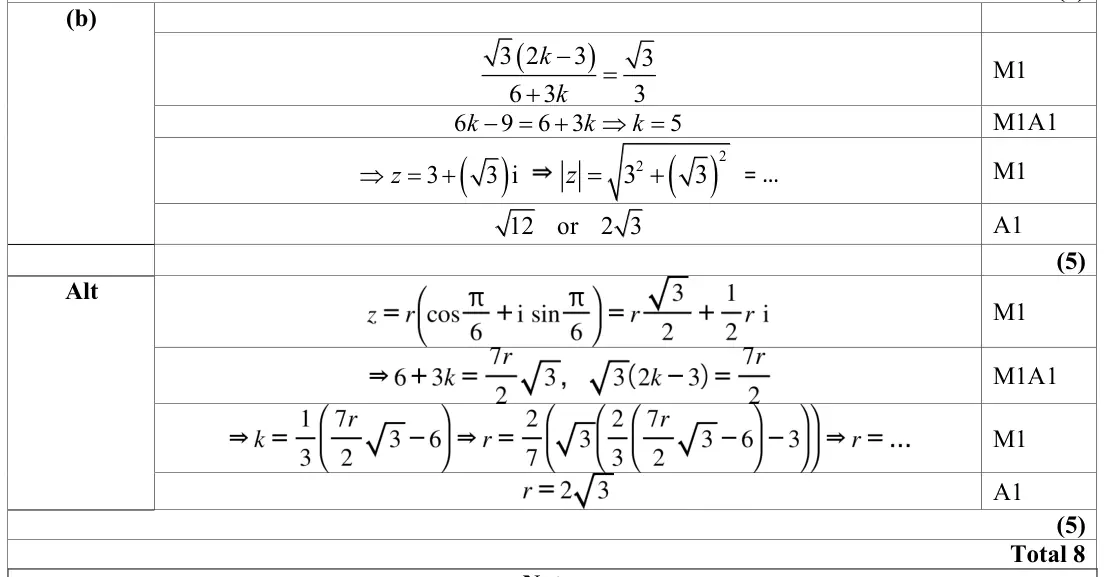 (b)
√3(2k − 3)/(6 + 3k) = √3/3 M1
6k − 9 = 6 + 3k ⇒ k = 5 M1A1
⇒ z = 3 + (√3)i ⇒ |z| = √(3² + (√3)²) = ... M1
√12 or 2√3 A1
(5)
Alt
z = r(cos π/6 + i sin π/6) = r √3/2 + 1/2 r i M1
⇒ 6 + 3k = 7r/2 √3, √3(2k − 3) = 7r/2 M1A1
⇒ k = 1/3(7r/2 √3 − 6) ⇒ r = 2/7(√3(2/3(7r/2 √3 − 6) − 3)) ⇒ r = ... M1
r = 2√3 A1
(5)
Total 8